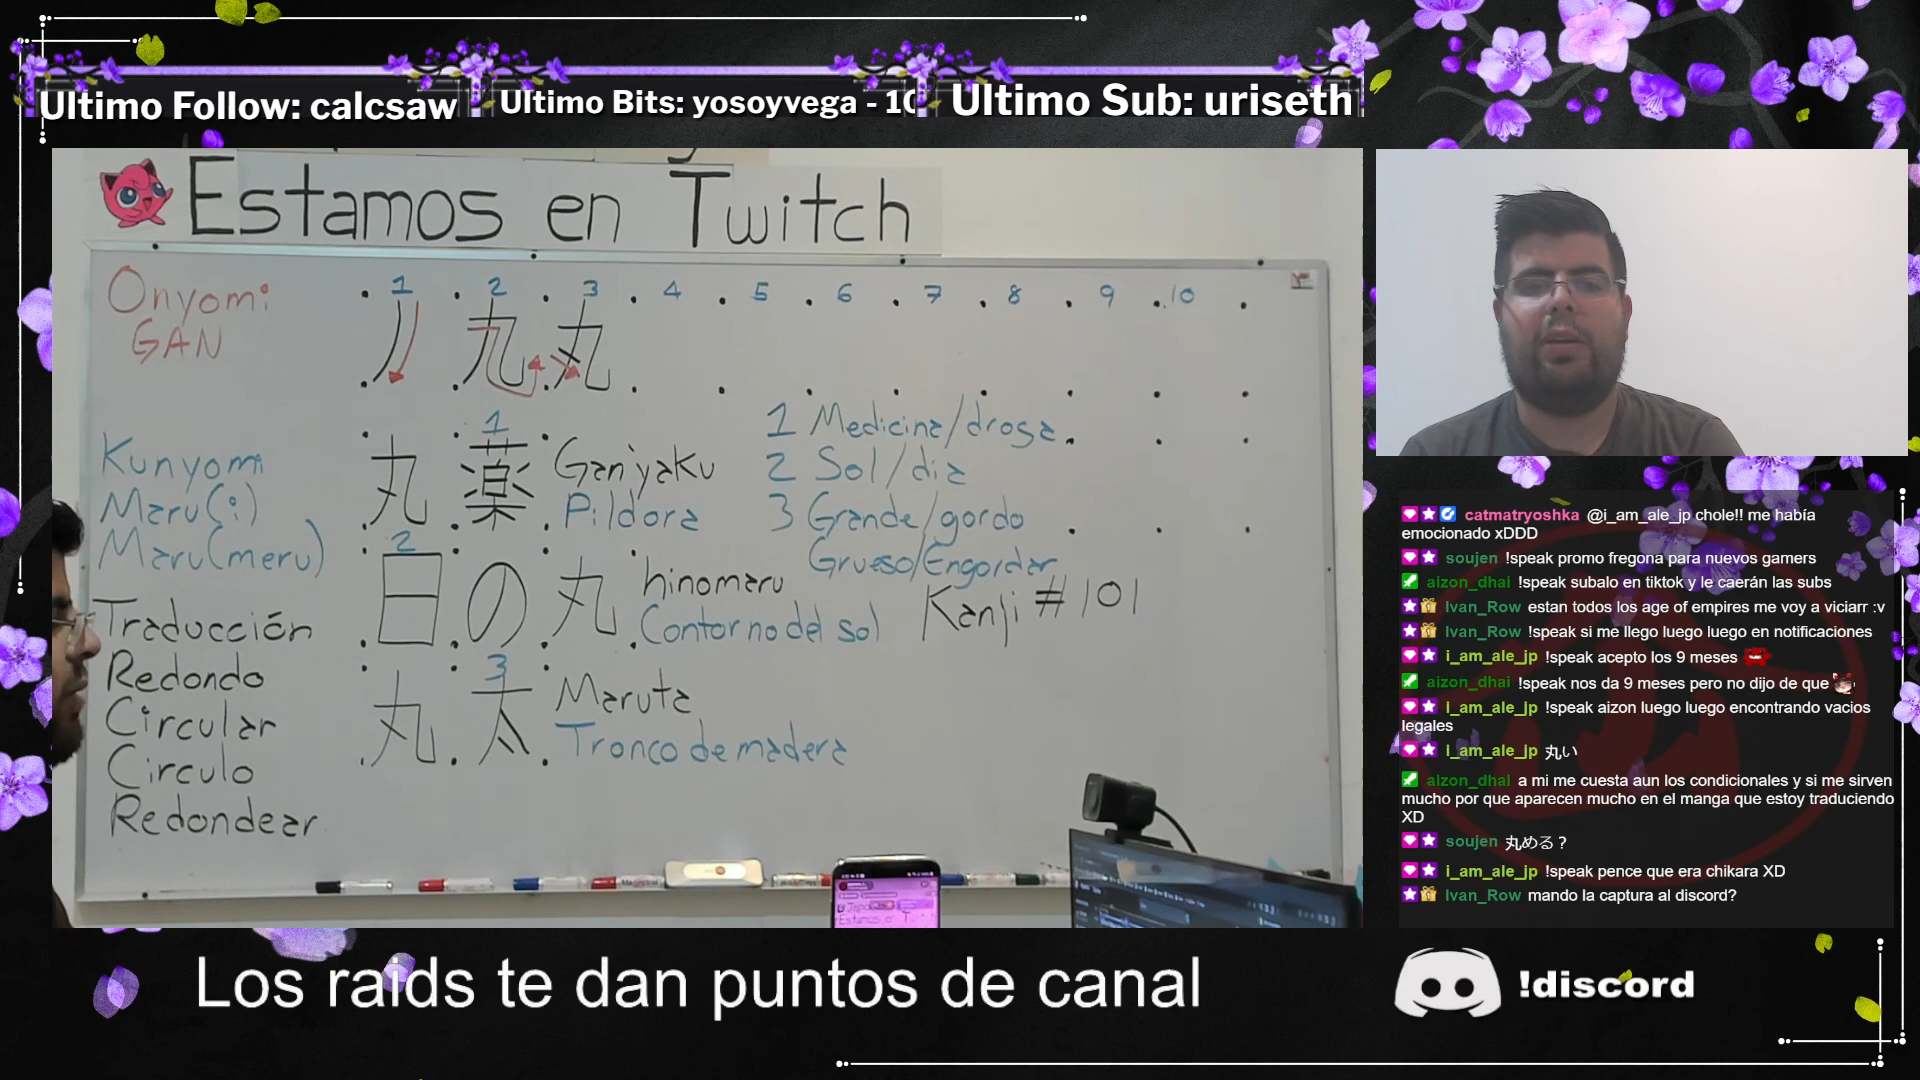 Ultimo Follow: calcsaw
Ultimo Bits: yosoyvega - 10
Ultimo Sub: uriseth
Estamos en Twitch
Onyomi
GAN
1 2 3 4 5 6 7 8 9 10
丿 九 丸
Kunyomi
Maru(i)
Maru(meru)
1
丸薬 Gan'yaku
Pildora
2
日の丸 hinomaru
Contorno del sol
3
丸太 Maruta
Tronco de madera
1 Medicina/droga
2 Sol/dia
3 Grande/gordo
Grueso/Engordar
Kanji #101
Traducción
Redondo
Circular
Circulo
Redondear
catmatryoshka @i_am_ale_jp chole!! me había
emocionado xDDD
soujen !speak promo fregona para nuevos gamers
aizon_dhai !speak subalo en tiktok y le caerán las subs
Ivan_Row estan todos los age of empires me voy a viciarr :v
Ivan_Row !speak si me llego luego luego en notificaciones
i_am_ale_jp !speak acepto los 9 meses
aizon_dhai !speak nos da 9 meses pero no dijo de que
i_am_ale_jp !speak aizon luego luego encontrando vacios
legales
i_am_ale_jp 丸い
aizon_dhai a mi me cuesta aun los condicionales y si me sirven
mucho por que aparecen mucho en el manga que estoy traduciendo
XD
soujen 丸める ?
i_am_ale_jp !speak pence que era chikara XD
Ivan_Row mando la captura al discord?
Los raids te dan puntos de canal
!discord